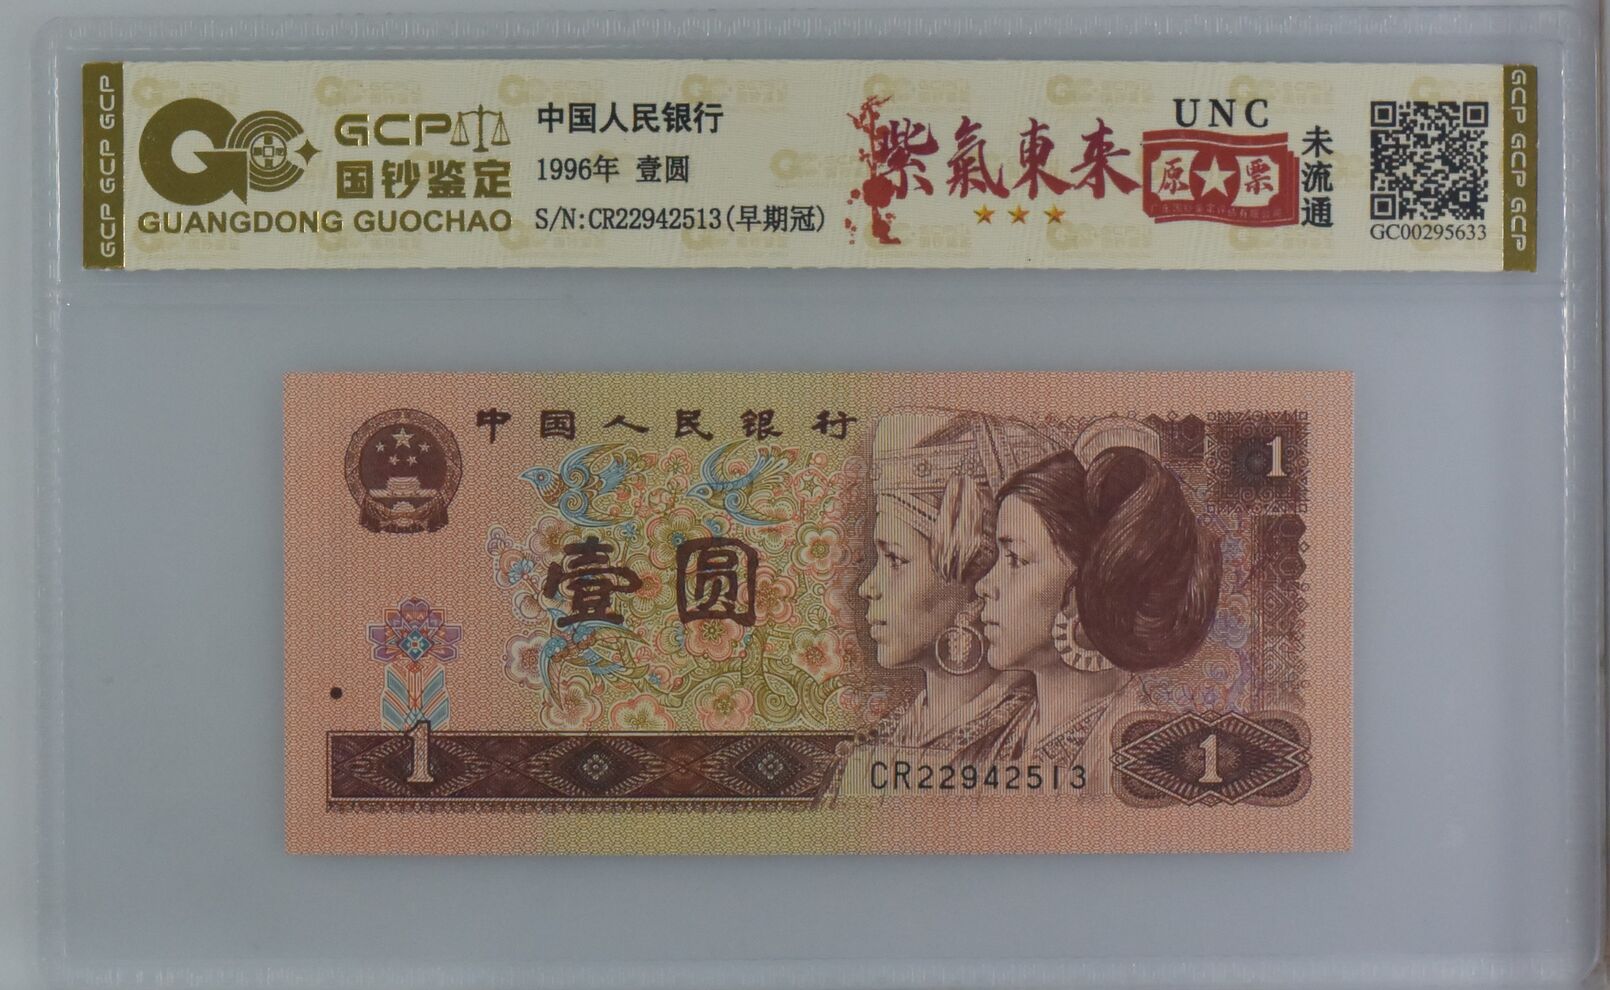 GCP GCP GCP
GCP
国钞鉴定
GUANGDONG GUOCHAO
中国人民银行
1996年 壹圆
S/N:CR22942513(早期冠)
紫氣東来
UNC
原★票
未流通
GC00295633
GCP GCP GCP
中国人民银行
1
壹圆
1
CR22942513
1